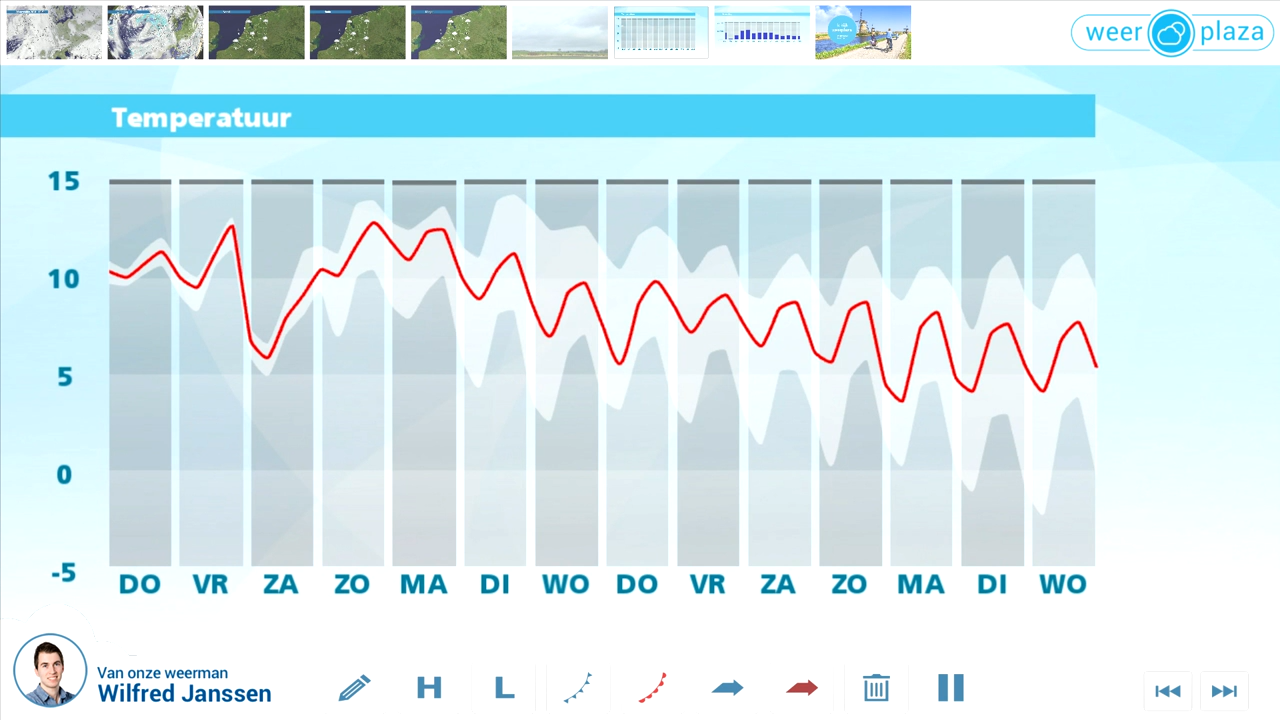 weer plaza
Temperatuur
15
10
5
0
-5
DO VR ZA ZO MA DI WO DO VR ZA ZO MA DI WO
Van onze weerman
Wilfred Janssen
H L